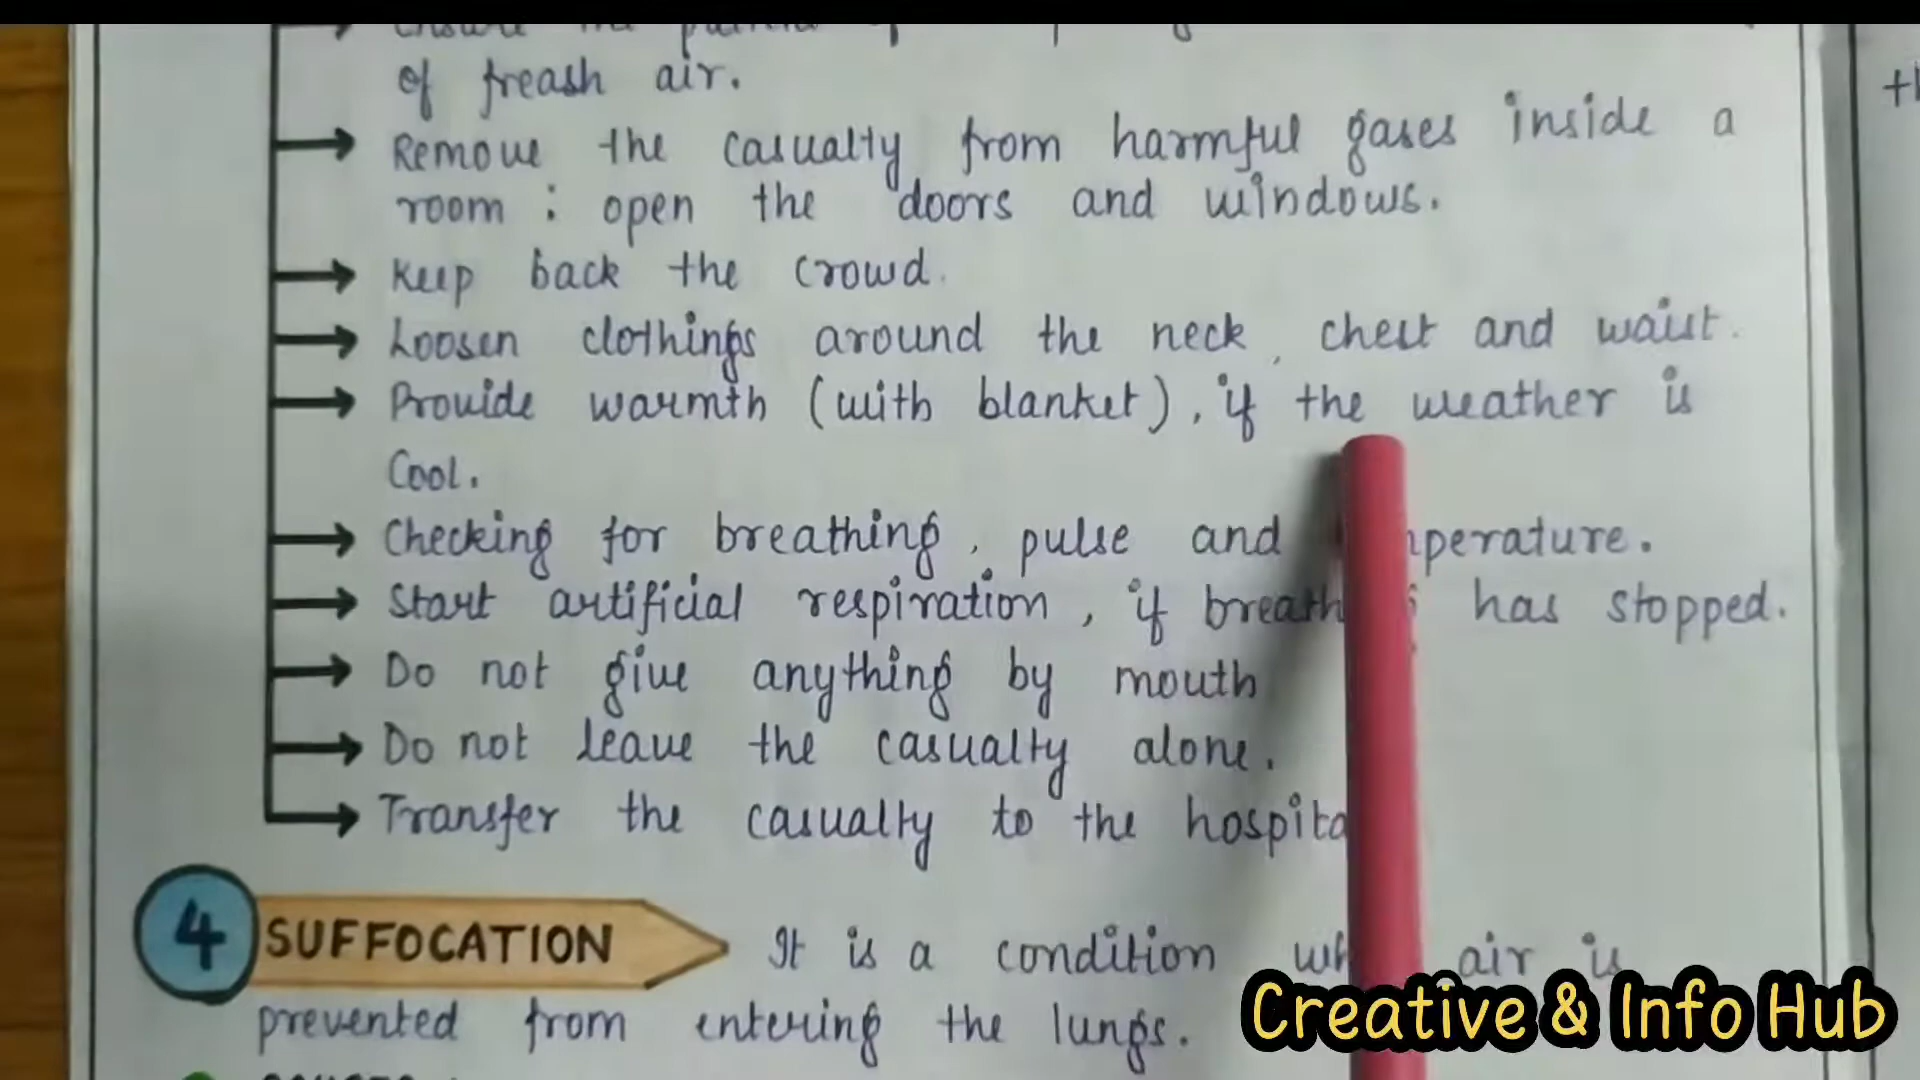 of freash air.
Remove the casualty from harmful gases inside a
room : open the doors and windows.
Keep back the crowd.
Loosen clothings around the neck, chest and waist.
Provide warmth (with blanket), if the weather is
Cool.
Checking for breathing, pulse and
Start artificial respiration, if has stopped.
Do not give anything by mouth
Do not leave the casualty alone.
Transfer the casualty to the
4 SUFFOCATION It is a condition air is
prevented from entering the lungs.
Creative & Info Hub